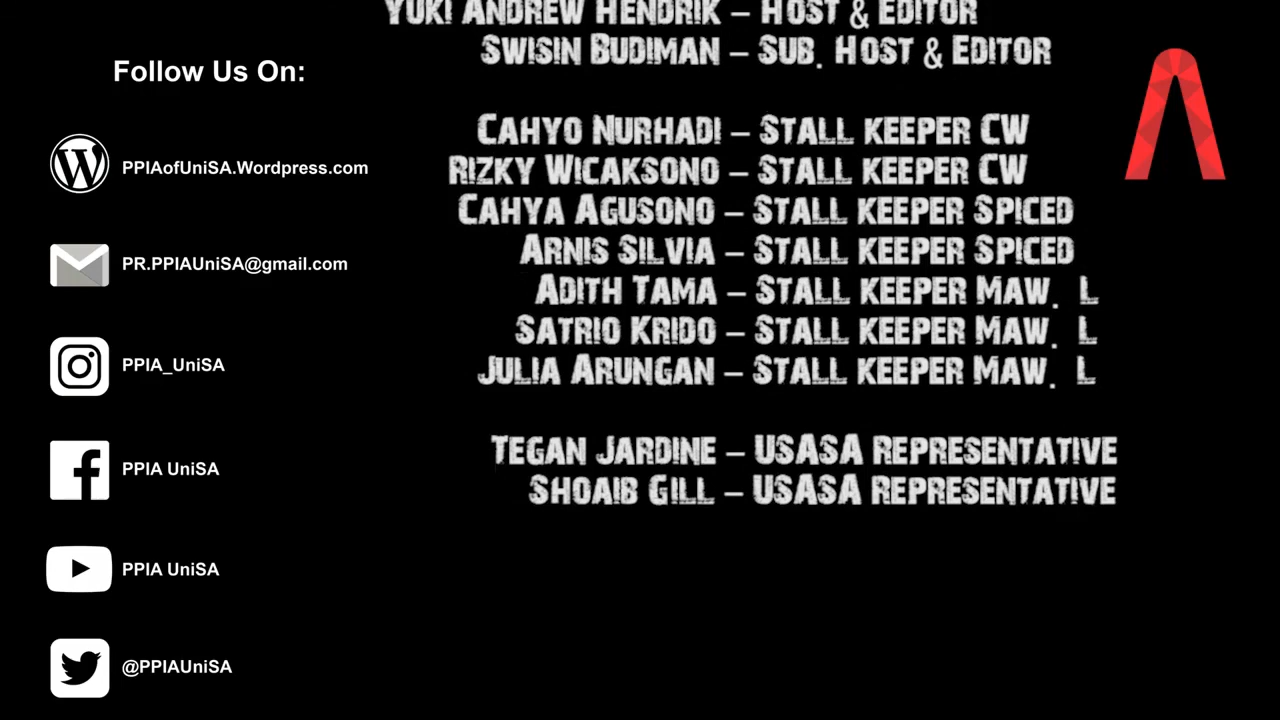 Yuki Andrew Hendrik – Host & Editor
Swisin Budiman – Sub. Host & Editor
Follow Us On:
Cahyo Nurhadi – Stall keeper CW
PPIAofUniSA.Wordpress.com
Rizky Wicaksono – Stall keeper CW
Cahya Agusono – Stall keeper Spiced
Arnis Silvia – Stall keeper Spiced
PR.PPIAUniSA@gmail.com
Adith Tama – Stall keeper Maw. L
Satrio Krido – Stall keeper Maw. L
PPIA_UniSA
Julia Arungan – Stall keeper Maw. L
Tegan Jardine – USASA representative
PPIA UniSA
Shoaib Gill – USASA representative
PPIA UniSA
@PPIAUniSA